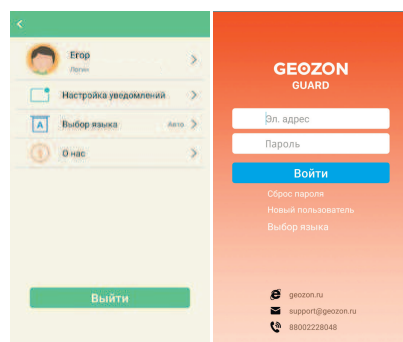 Егор
Логин
Настройка уведомлений
Выбор языка Авто
О нас
Выйти
GEOZON
GUARD
Эл. адрес
Пароль
Войти
Сброс пароля
Новый пользователь
Выбор языка
geozon.ru
support@geozon.ru
88002228048